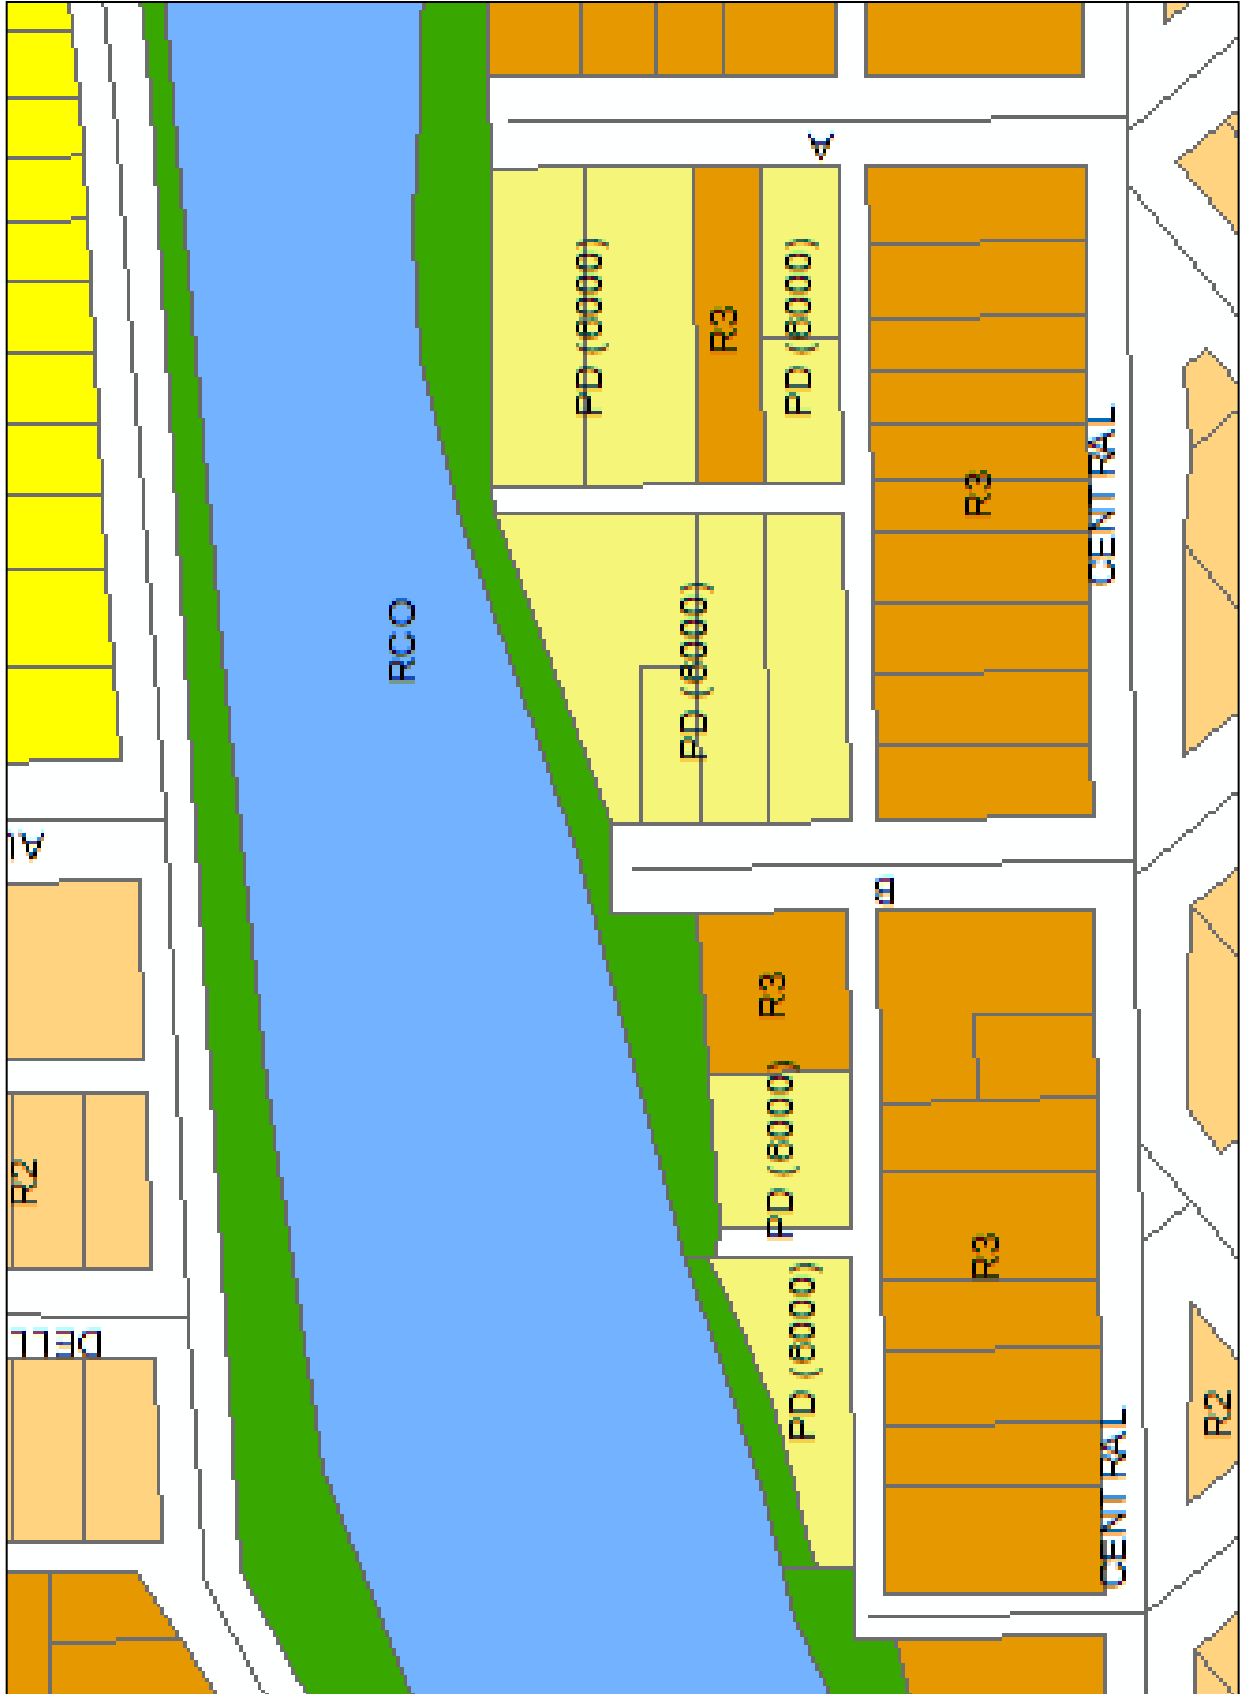 A
PD (6000)
R3
PD (6000)
CENTRAL
R3
RCO
PD (6000)
B
R3
PD (6000)
R2
R3
PD (6000)
DELL
R2
CENTRAL